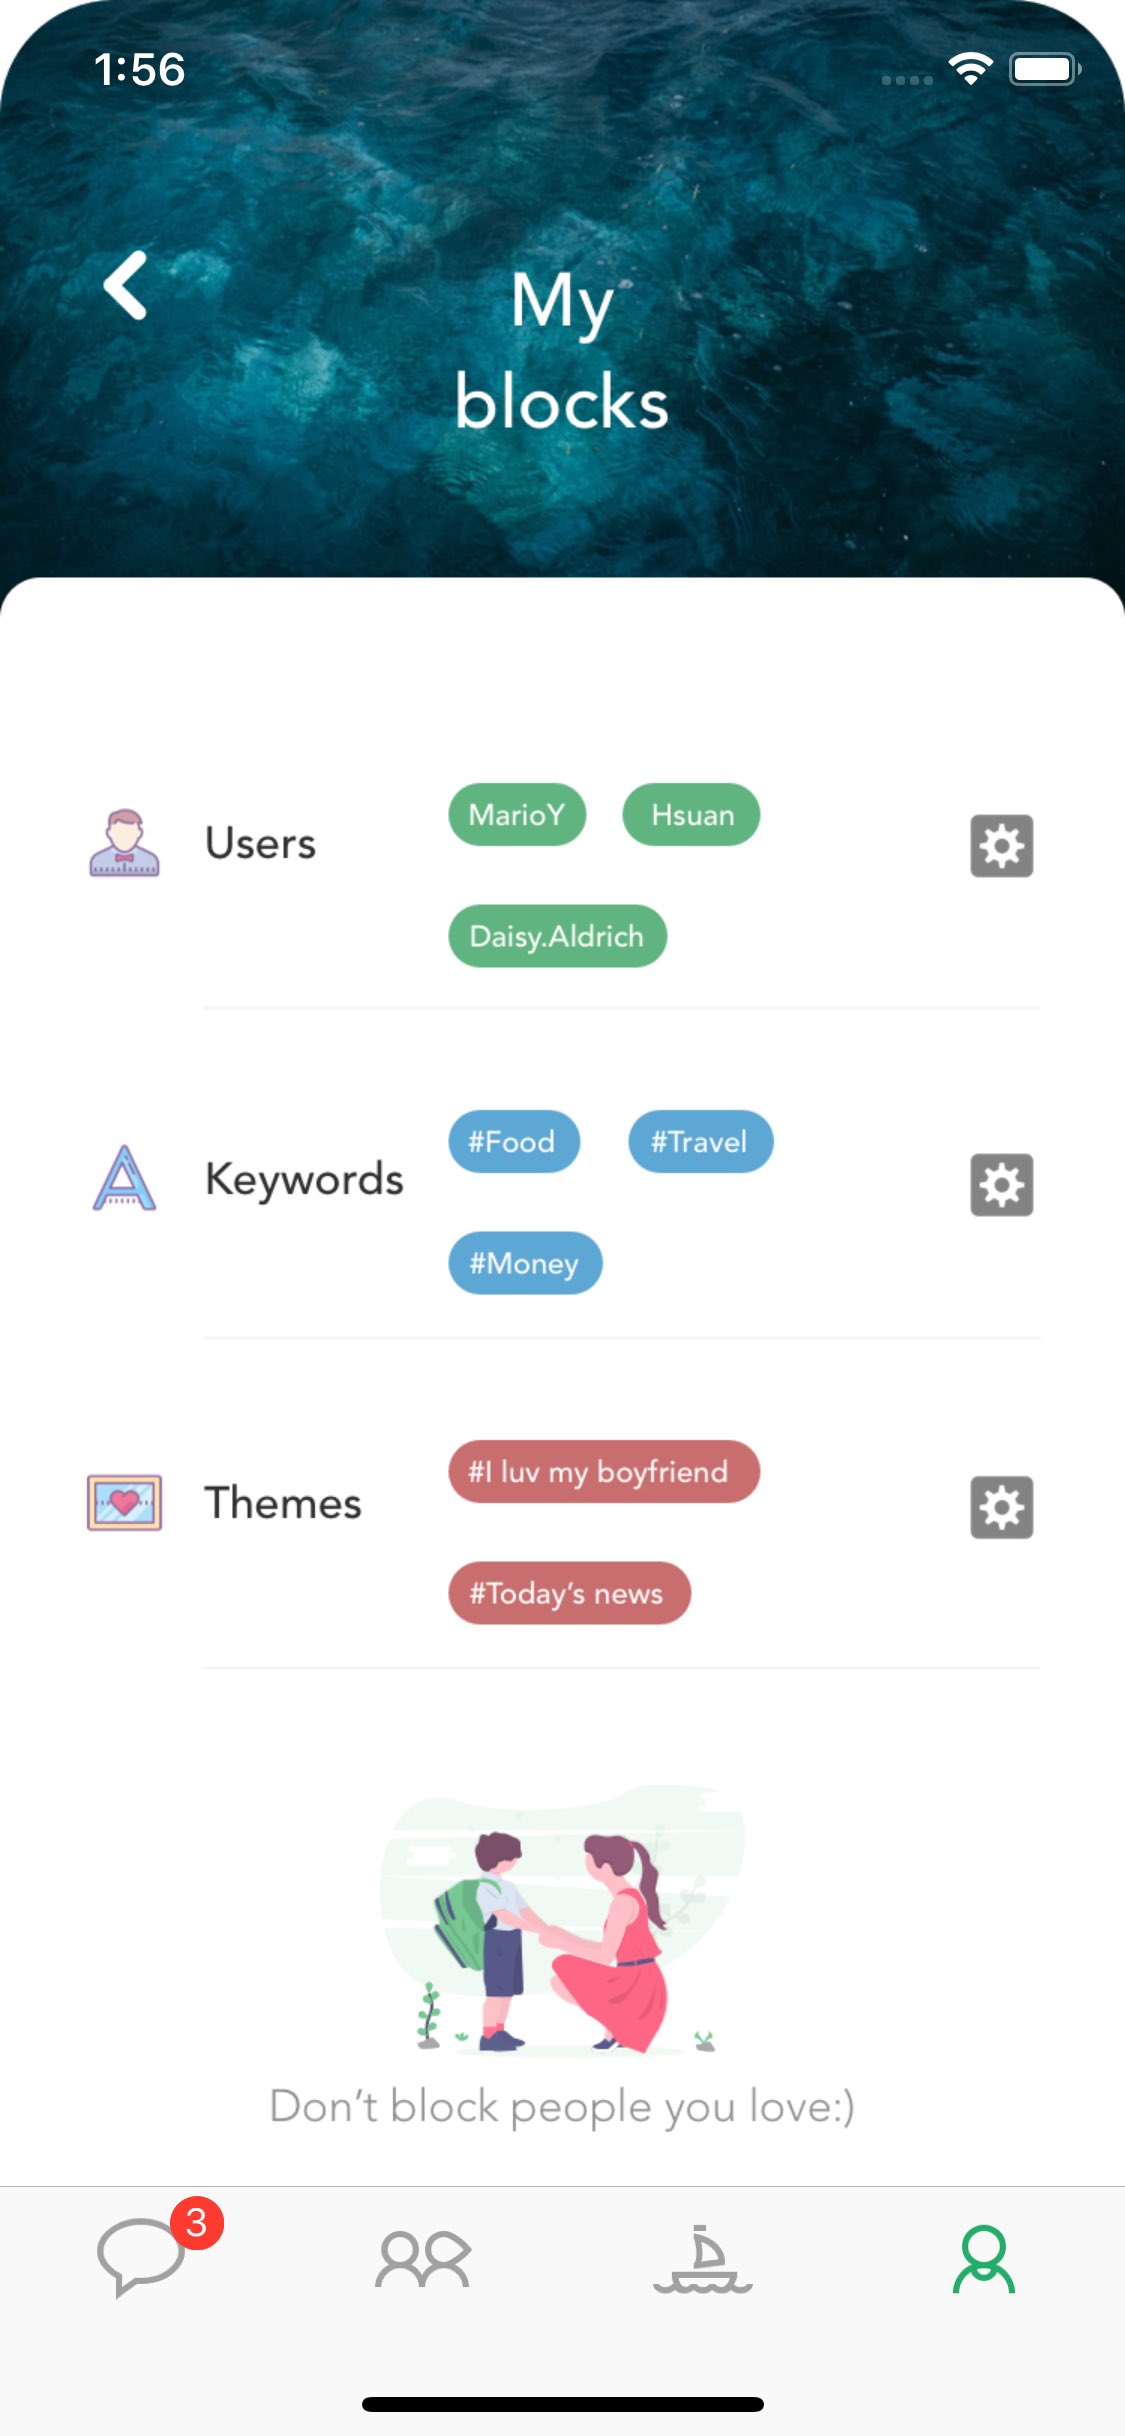 1:56
My
blocks
Users
MarioY
Hsuan
Daisy.Aldrich
Keywords
#Food
#Travel
#Money
Themes
#I luv my boyfriend
#Today’s news
Don’t block people you love:)
3